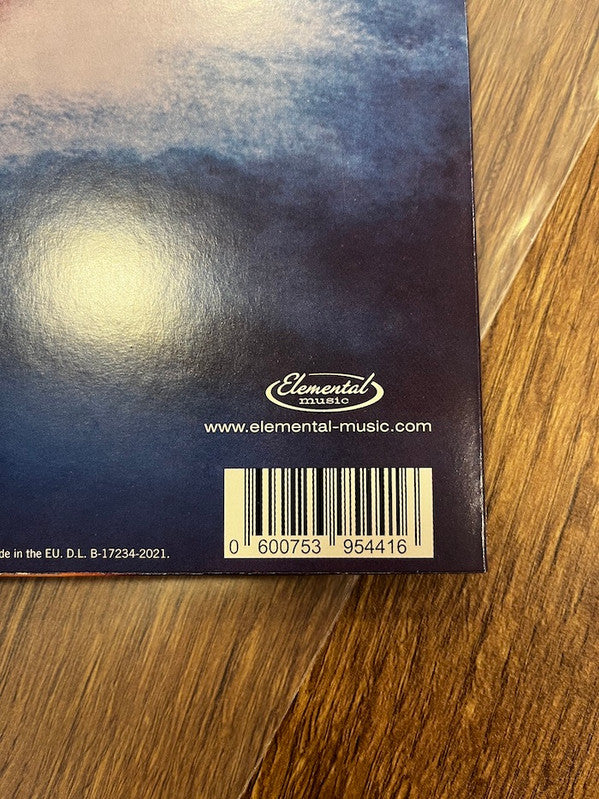 Elemental
music
www.elemental-music.com
0 600753 954416
de in the EU. D.L. B-17234-2021.